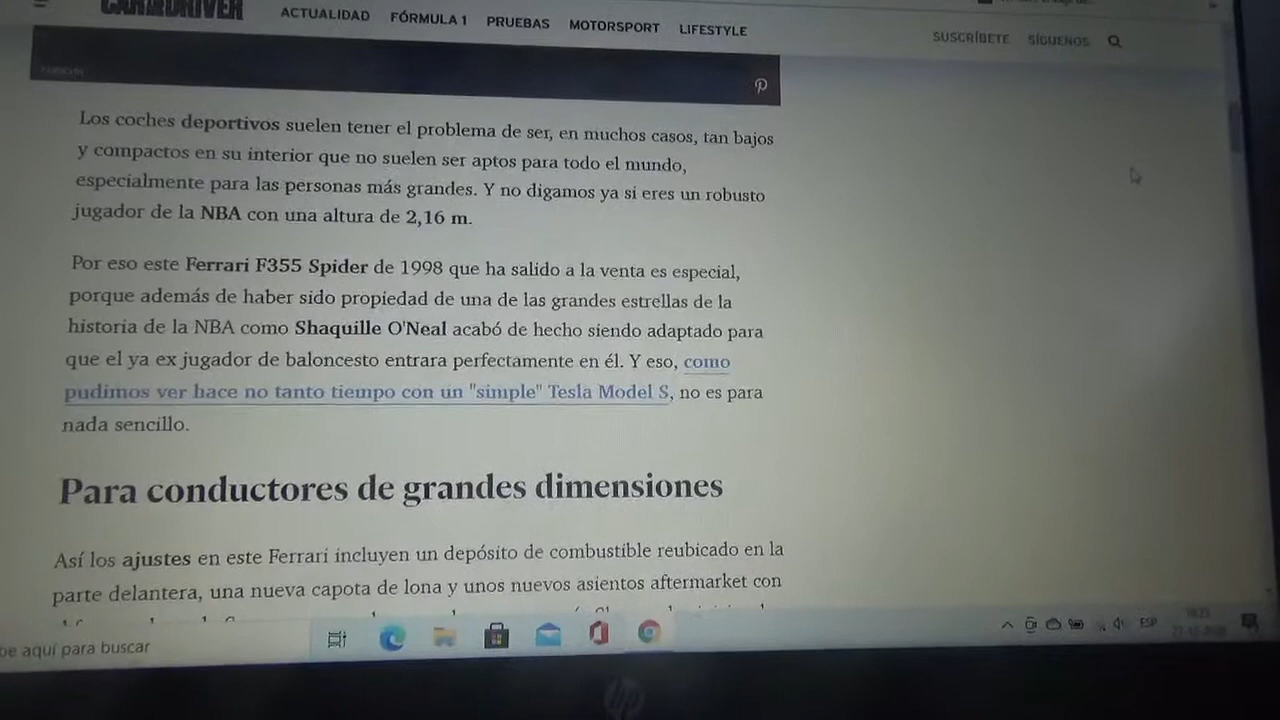 CAR AND DRIVER
ACTUALIDAD FÓRMULA 1 PRUEBAS MOTORSPORT LIFESTYLE
SUSCRÍBETE SÍGUENOS
Los coches deportivos suelen tener el problema de ser, en muchos casos, tan bajos
y compactos en su interior que no suelen ser aptos para todo el mundo,
especialmente para las personas más grandes. Y no digamos ya si eres un robusto
jugador de la NBA con una altura de 2,16 m.
Por eso este Ferrari F355 Spider de 1998 que ha salido a la venta es especial,
porque además de haber sido propiedad de una de las grandes estrellas de la
historia de la NBA como Shaquille O'Neal acabó de hecho siendo adaptado para
que el ya ex jugador de baloncesto entrara perfectamente en él. Y eso, como
pudimos ver hace no tanto tiempo con un "simple" Tesla Model S, no es para
nada sencillo.
Para conductores de grandes dimensiones
Así los ajustes en este Ferrari incluyen un depósito de combustible reubicado en la
parte delantera, una nueva capota de lona y unos nuevos asientos aftermarket con
be aquí para buscar
ESP
hp